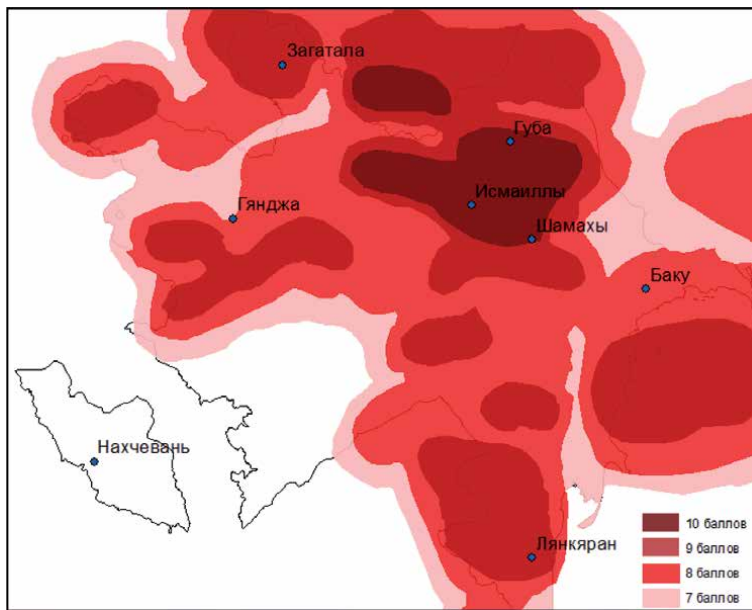 Загатала
Губа
Исмаиллы
Гянджа
Шамахы
Баку
Нахчевань
Лянкяран
10 баллов
9 баллов
8 баллов
7 баллов